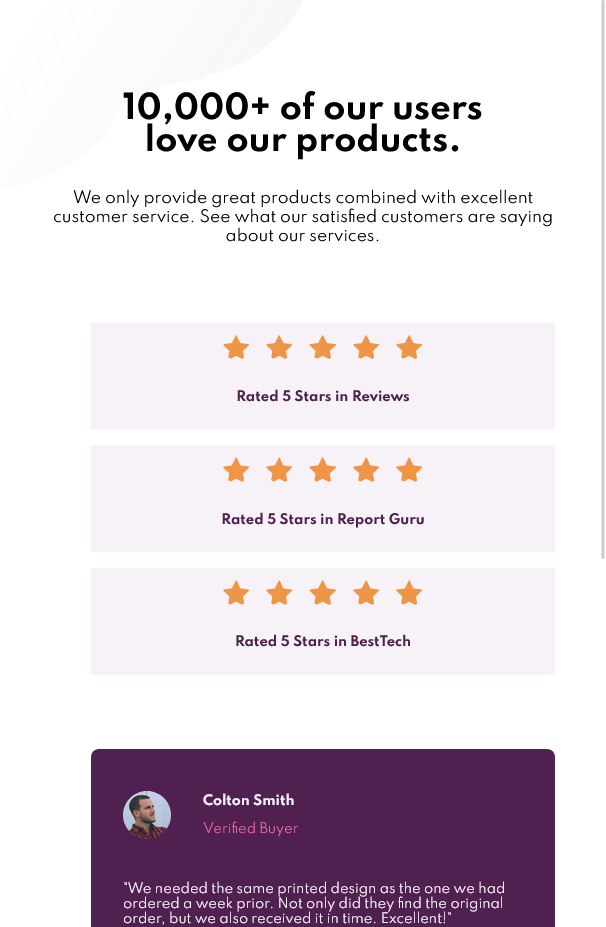 10,000+ of our users
love our products.
We only provide great products combined with excellent
customer service. See what our satisfied customers are saying
about our services.
Rated 5 Stars in Reviews
Rated 5 Stars in Report Guru
Rated 5 Stars in BestTech
Colton Smith
Verified Buyer
"We needed the same printed design as the one we had
ordered a week prior. Not only did they find the original
order, but we also received it in time. Excellent!"